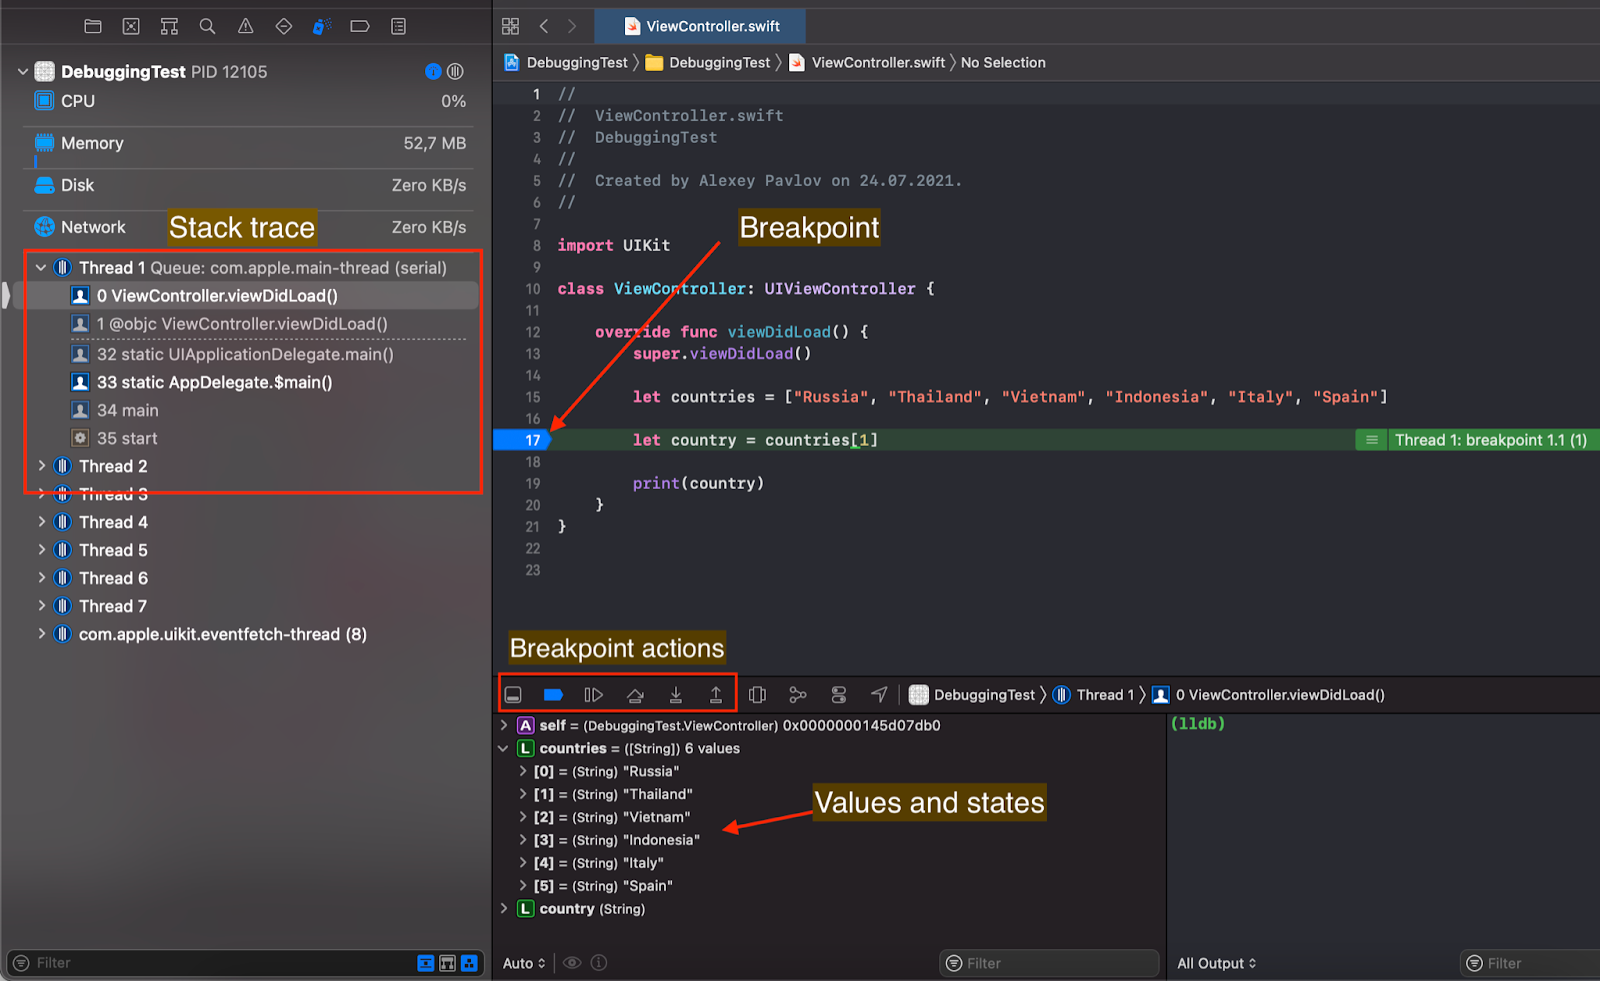 DebuggingTest PID 12105
CPU 0%
Memory 52,7 MB
Disk Zero KB/s
Network Zero KB/s
Stack trace
Thread 1 Queue: com.apple.main-thread (serial)
0 ViewController.viewDidLoad()
1 @objc ViewController.viewDidLoad()
32 static UIApplicationDelegate.main()
33 static AppDelegate.$main()
34 main
35 start
Thread 2
Thread 3
Thread 4
Thread 5
Thread 6
Thread 7
com.apple.uikit.eventfetch-thread (8)
Filter
ViewController.swift
DebuggingTest DebuggingTest ViewController.swift No Selection
1 //
2 //  ViewController.swift
3 //  DebuggingTest
4 //
5 //  Created by Alexey Pavlov on 24.07.2021.
6 //
7
Breakpoint
8 import UIKit
9
10 class ViewController: UIViewController {
11
12 override func viewDidLoad() {
13 super.viewDidLoad()
14
15 let countries = ["Russia", "Thailand", "Vietnam", "Indonesia", "Italy", "Spain"]
16
17 let country = countries[1] Thread 1: breakpoint 1.1 (1)
18
19 print(country)
20 }
21 }
22
23
Breakpoint actions
DebuggingTest Thread 1 0 ViewController.viewDidLoad()
A self = (DebuggingTest.ViewController) 0x0000000145d07db0
L countries = ([String]) 6 values
[0] = (String) "Russia"
[1] = (String) "Thailand"
[2] = (String) "Vietnam"
[3] = (String) "Indonesia"
[4] = (String) "Italy"
[5] = (String) "Spain"
L country (String)
Values and states
Auto Filter
(lldb)
All Output Filter